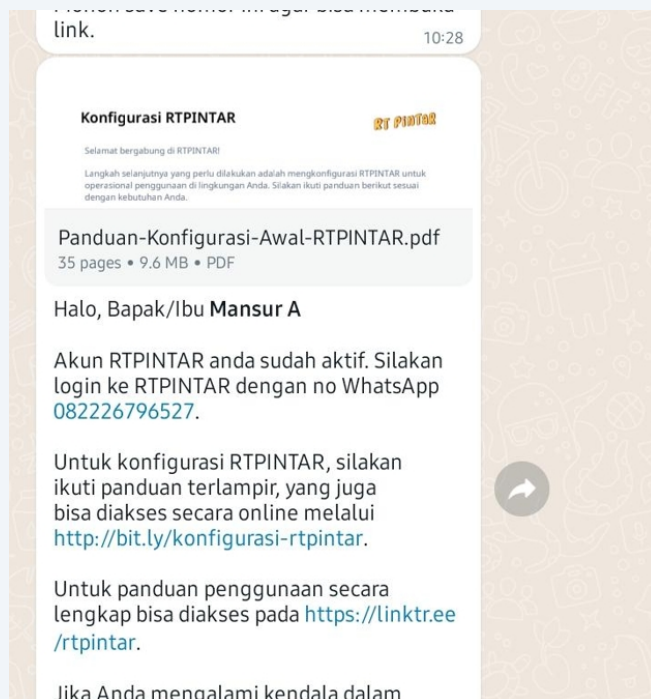 link.
10:28
Konfigurasi RTPINTAR
RT PINTAR
Selamat bergabung di RTPINTAR!
Langkah selanjutnya yang perlu dilakukan adalah mengkonfigurasi RTPINTAR untuk
operasional penggunaan di lingkungan Anda. Silakan ikuti panduan berikut sesuai
dengan kebutuhan Anda.
Panduan-Konfigurasi-Awal-RTPINTAR.pdf
35 pages • 9.6 MB • PDF
Halo, Bapak/Ibu Mansur A
Akun RTPINTAR anda sudah aktif. Silakan
login ke RTPINTAR dengan no WhatsApp
082226796527.
Untuk konfigurasi RTPINTAR, silakan
ikuti panduan terlampir, yang juga
bisa diakses secara online melalui
http://bit.ly/konfigurasi-rtpintar.
Untuk panduan penggunaan secara
lengkap bisa diakses pada https://linktr.ee
/rtpintar.
Jika Anda mengalami kendala dalam